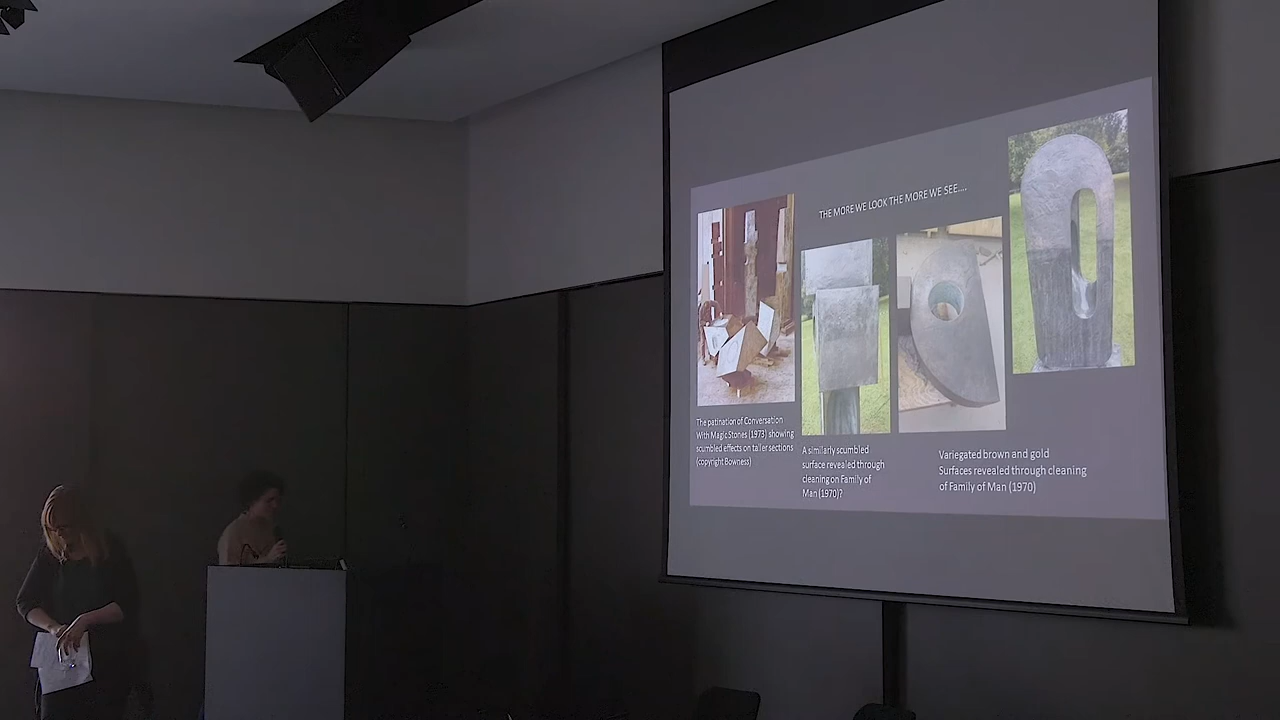 THE MORE WE LOOK THE MORE WE SEE....
The patination of Conversation
With Magic Stones (1973) showing
scumbled effects on taller sections
(copyright Bowness)
A similarly scumbled
surface revealed through
cleaning on Family of
Man (1970)?
Variegated brown and gold
Surfaces revealed through cleaning
of Family of Man (1970)